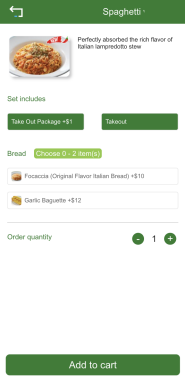 Spaghetti
Perfectly absorbed the rich flavor of
Italian lampredotto stew
Set includes
Take Out Package +$1
Takeout
Bread Choose 0 - 2 item(s)
Focaccia (Original Flavor Italian Bread) +$10
Garlic Baguette +$12
Order quantity
- 1 +
Add to cart